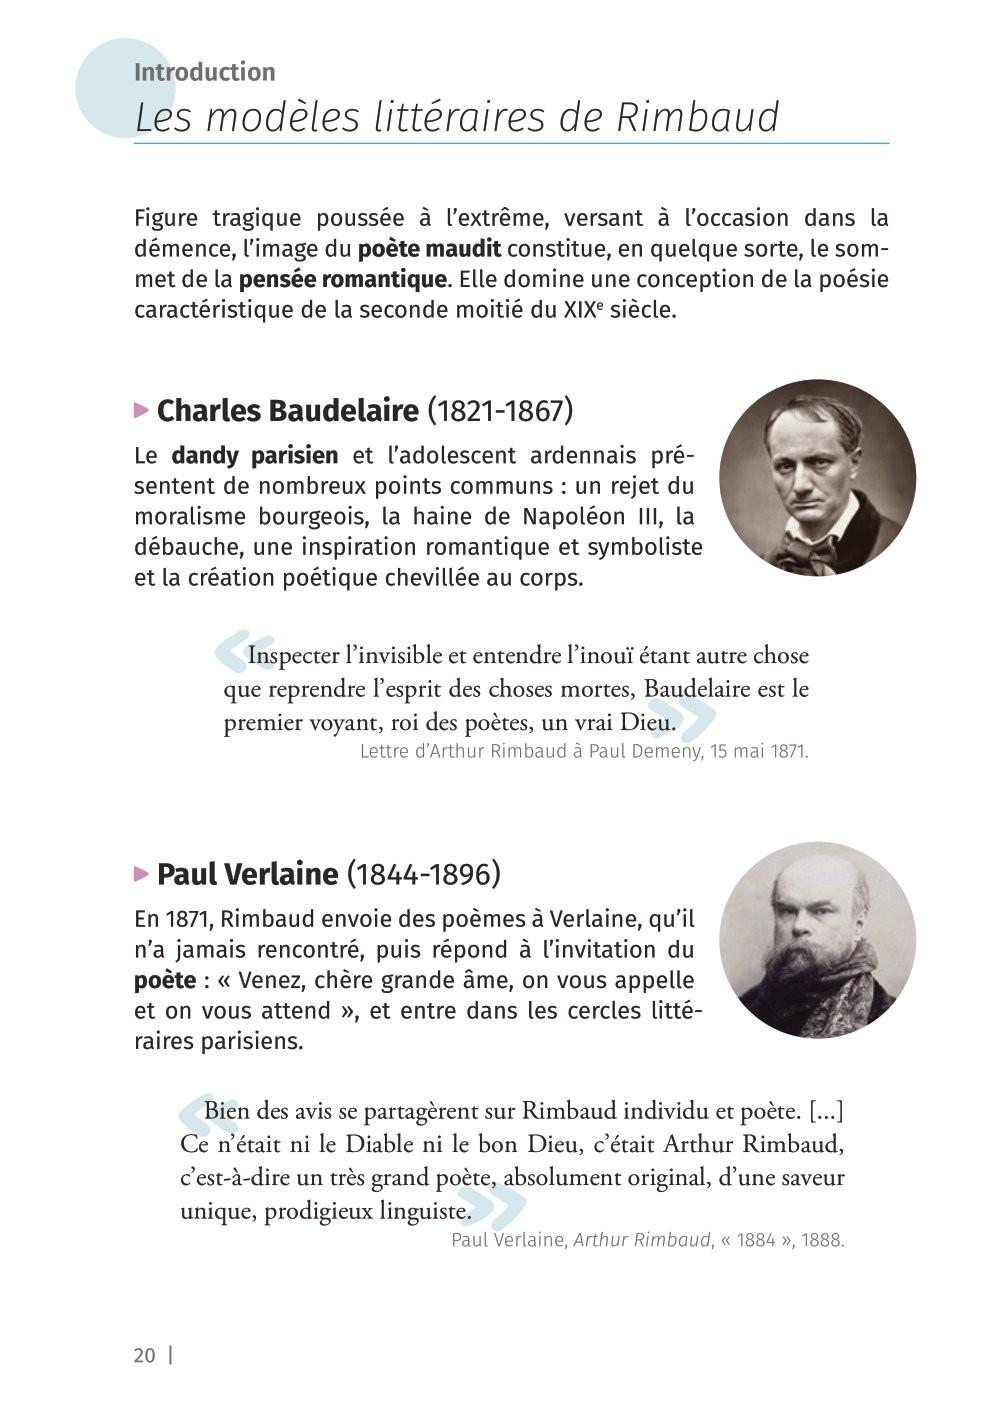 Introduction
Les modèles littéraires de Rimbaud
Figure tragique poussée à l’extrême, versant à l’occasion dans la
démence, l’image du poète maudit constitue, en quelque sorte, le som-
met de la pensée romantique. Elle domine une conception de la poésie
caractéristique de la seconde moitié du XIXe siècle.
Charles Baudelaire (1821-1867)
Le dandy parisien et l’adolescent ardennais pré-
sentent de nombreux points communs : un rejet du
moralisme bourgeois, la haine de Napoléon III, la
débauche, une inspiration romantique et symboliste
et la création poétique chevillée au corps.
« Inspecter l’invisible et entendre l’inouï étant autre chose
que reprendre l’esprit des choses mortes, Baudelaire est le
premier voyant, roi des poètes, un vrai Dieu. »
Lettre d’Arthur Rimbaud à Paul Demeny, 15 mai 1871.
Paul Verlaine (1844-1896)
En 1871, Rimbaud envoie des poèmes à Verlaine, qu’il
n’a jamais rencontré, puis répond à l’invitation du
poète : « Venez, chère grande âme, on vous appelle
et on vous attend », et entre dans les cercles litté-
raires parisiens.
« Bien des avis se partagèrent sur Rimbaud individu et poète. [...]
Ce n’était ni le Diable ni le bon Dieu, c’était Arthur Rimbaud,
c’est-à-dire un très grand poète, absolument original, d’une saveur
unique, prodigieux linguiste. »
Paul Verlaine, Arthur Rimbaud, « 1884 », 1888.
20 |